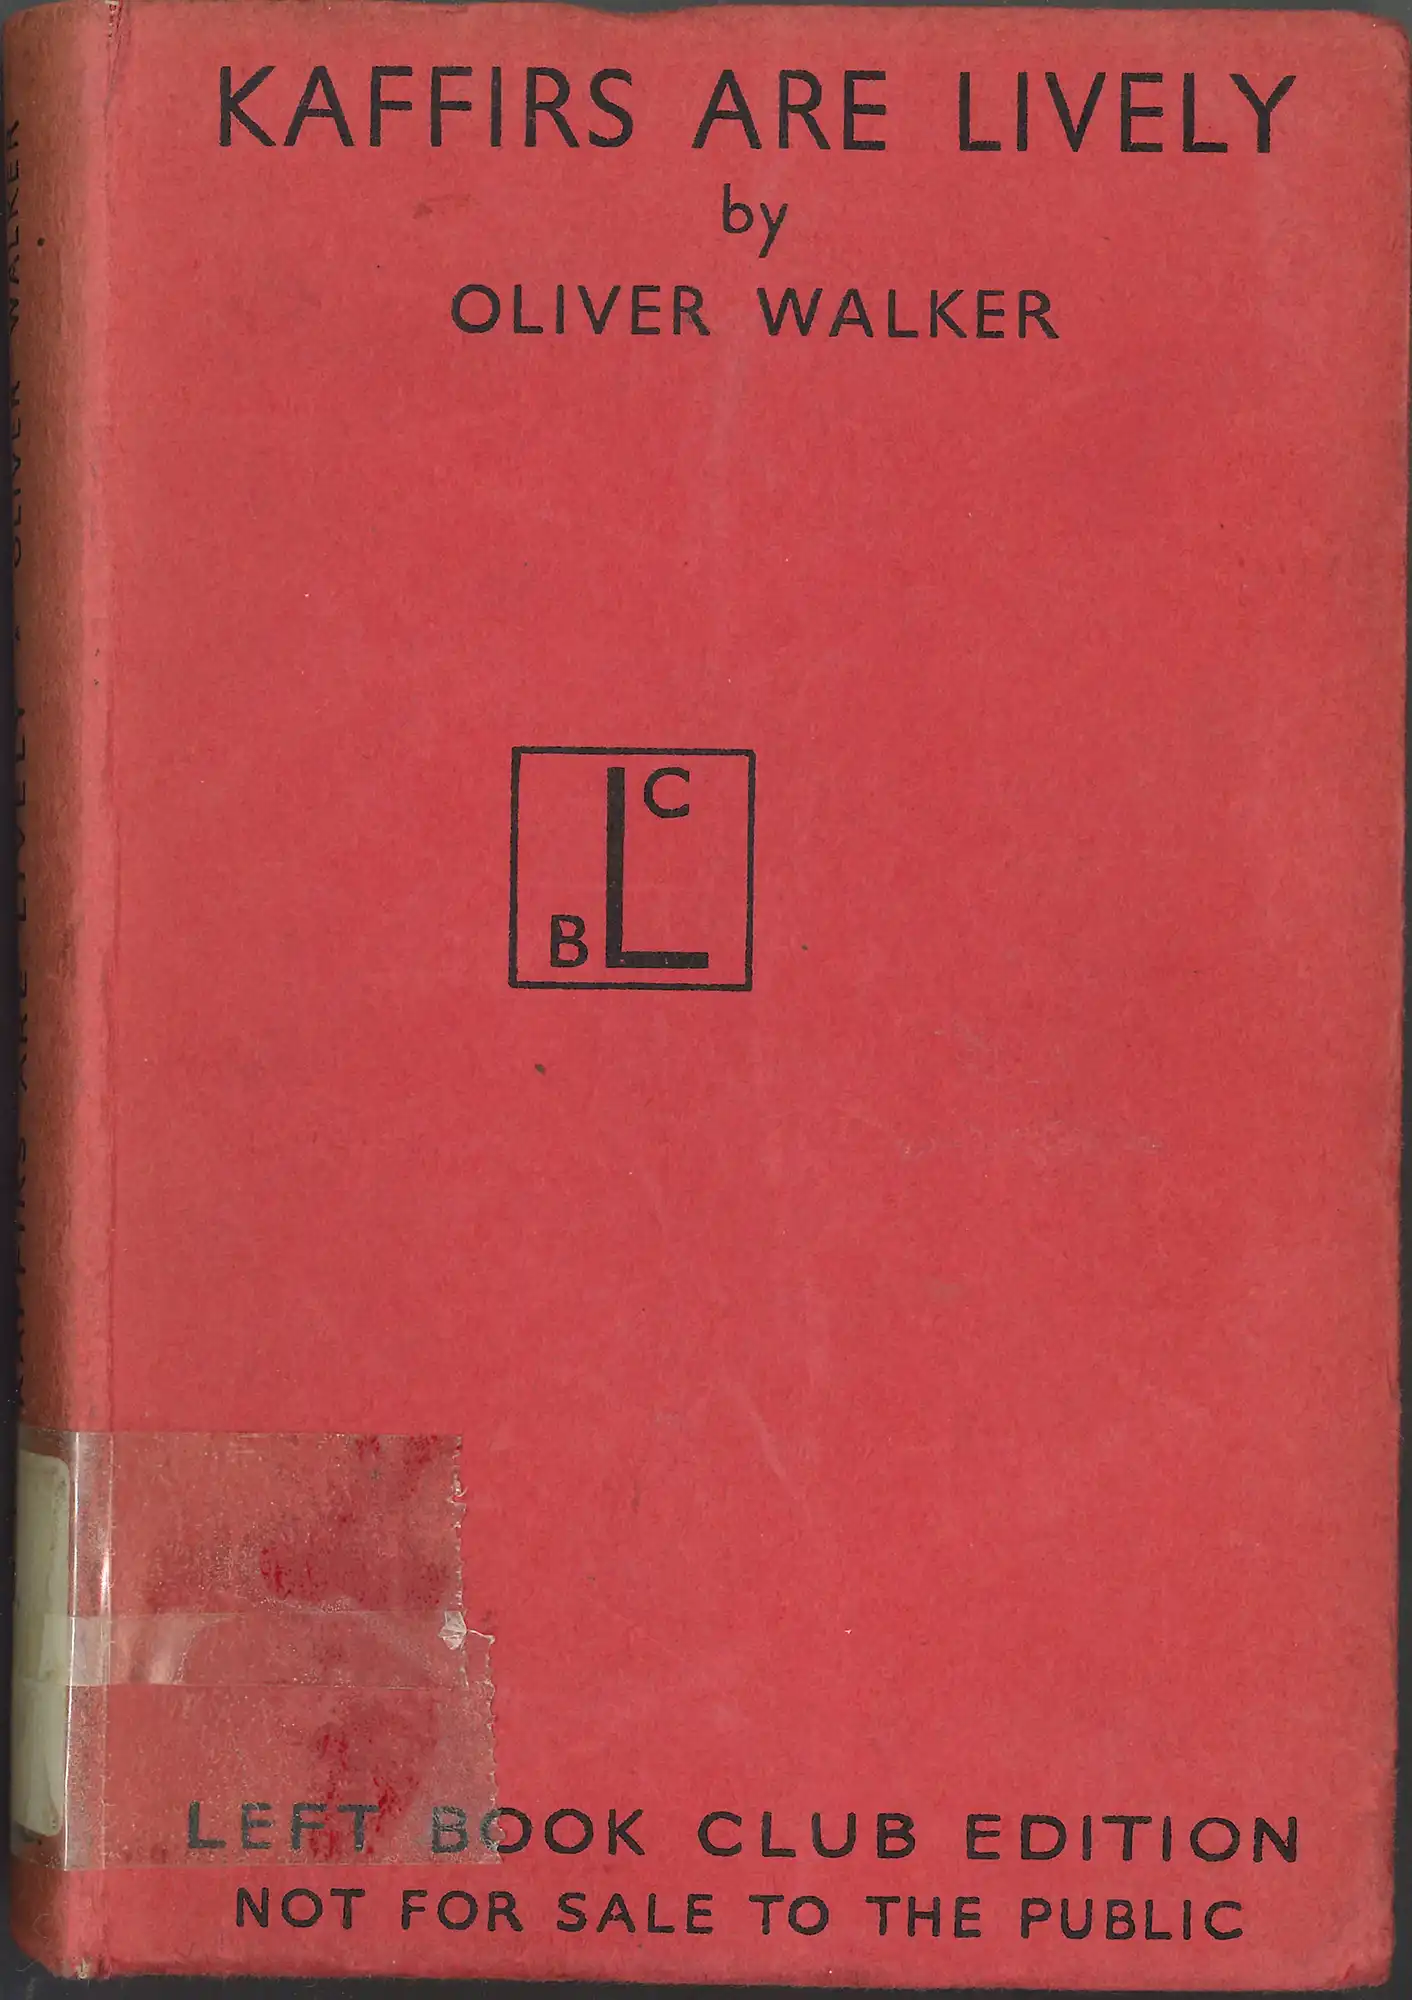 KAFFIRS ARE LIVELY
by
OLIVER WALKER
C
B L
LEFT BOOK CLUB EDITION
NOT FOR SALE TO THE PUBLIC
KAFFIRS ARE LIVELY • OLIVER WALKER